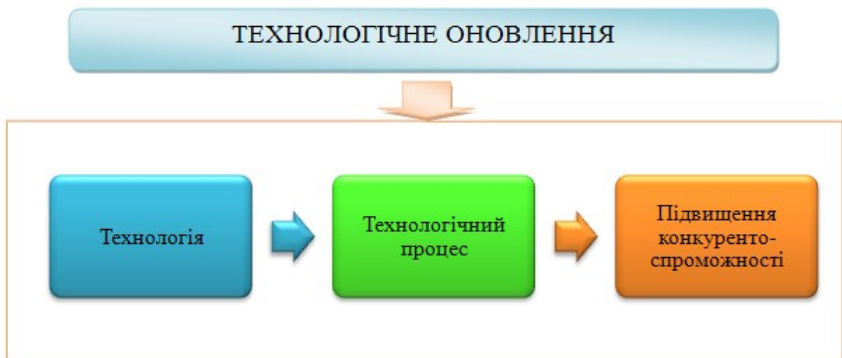 ТЕХНОЛОГІЧНЕ ОНОВЛЕННЯ
Технологія
Технологічний
процес
Підвищення
конкуренто-
спроможності